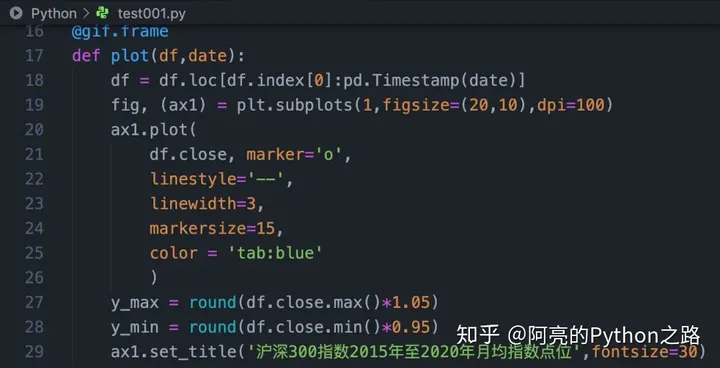 Python > test001.py
16 @gif.frame
17 def plot(df,date):
18     df = df.loc[df.index[0]:pd.Timestamp(date)]
19     fig, (ax1) = plt.subplots(1,figsize=(20,10),dpi=100)
20     ax1.plot(
21         df.close, marker='o',
22         linestyle='--',
23         linewidth=3,
24         markersize=15,
25         color = 'tab:blue'
26         )
27     y_max = round(df.close.max()*1.05)
28     y_min = round(df.close.min()*0.95)
29     ax1.set_title('沪深300指数2015年至2020年月均指数点位',fontsize=30)
知乎 @阿亮的Python之路